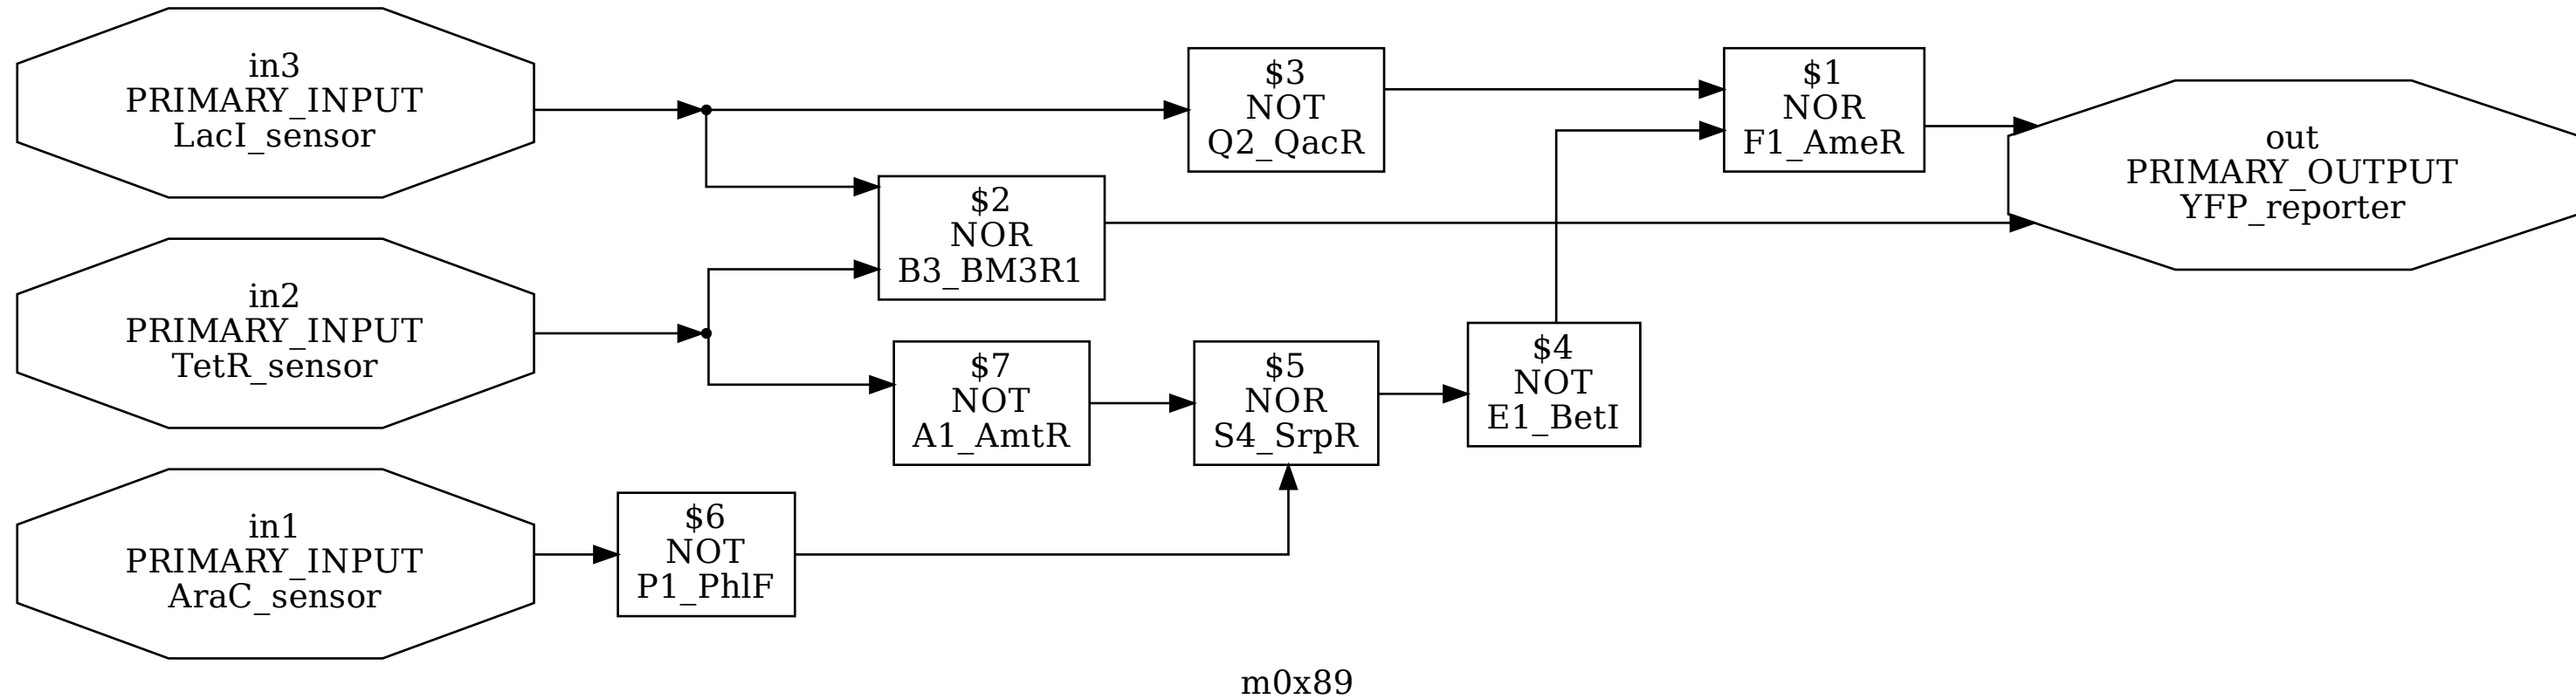 in3
PRIMARY_INPUT
LacI_sensor
$3
NOT
Q2_QacR
$1
NOR
F1_AmeR
out
PRIMARY_OUTPUT
YFP_reporter
$2
NOR
B3_BM3R1
in2
PRIMARY_INPUT
TetR_sensor
$7
NOT
A1_AmtR
$5
NOR
S4_SrpR
$4
NOT
E1_BetI
in1
PRIMARY_INPUT
AraC_sensor
$6
NOT
P1_PhlF
m0x89